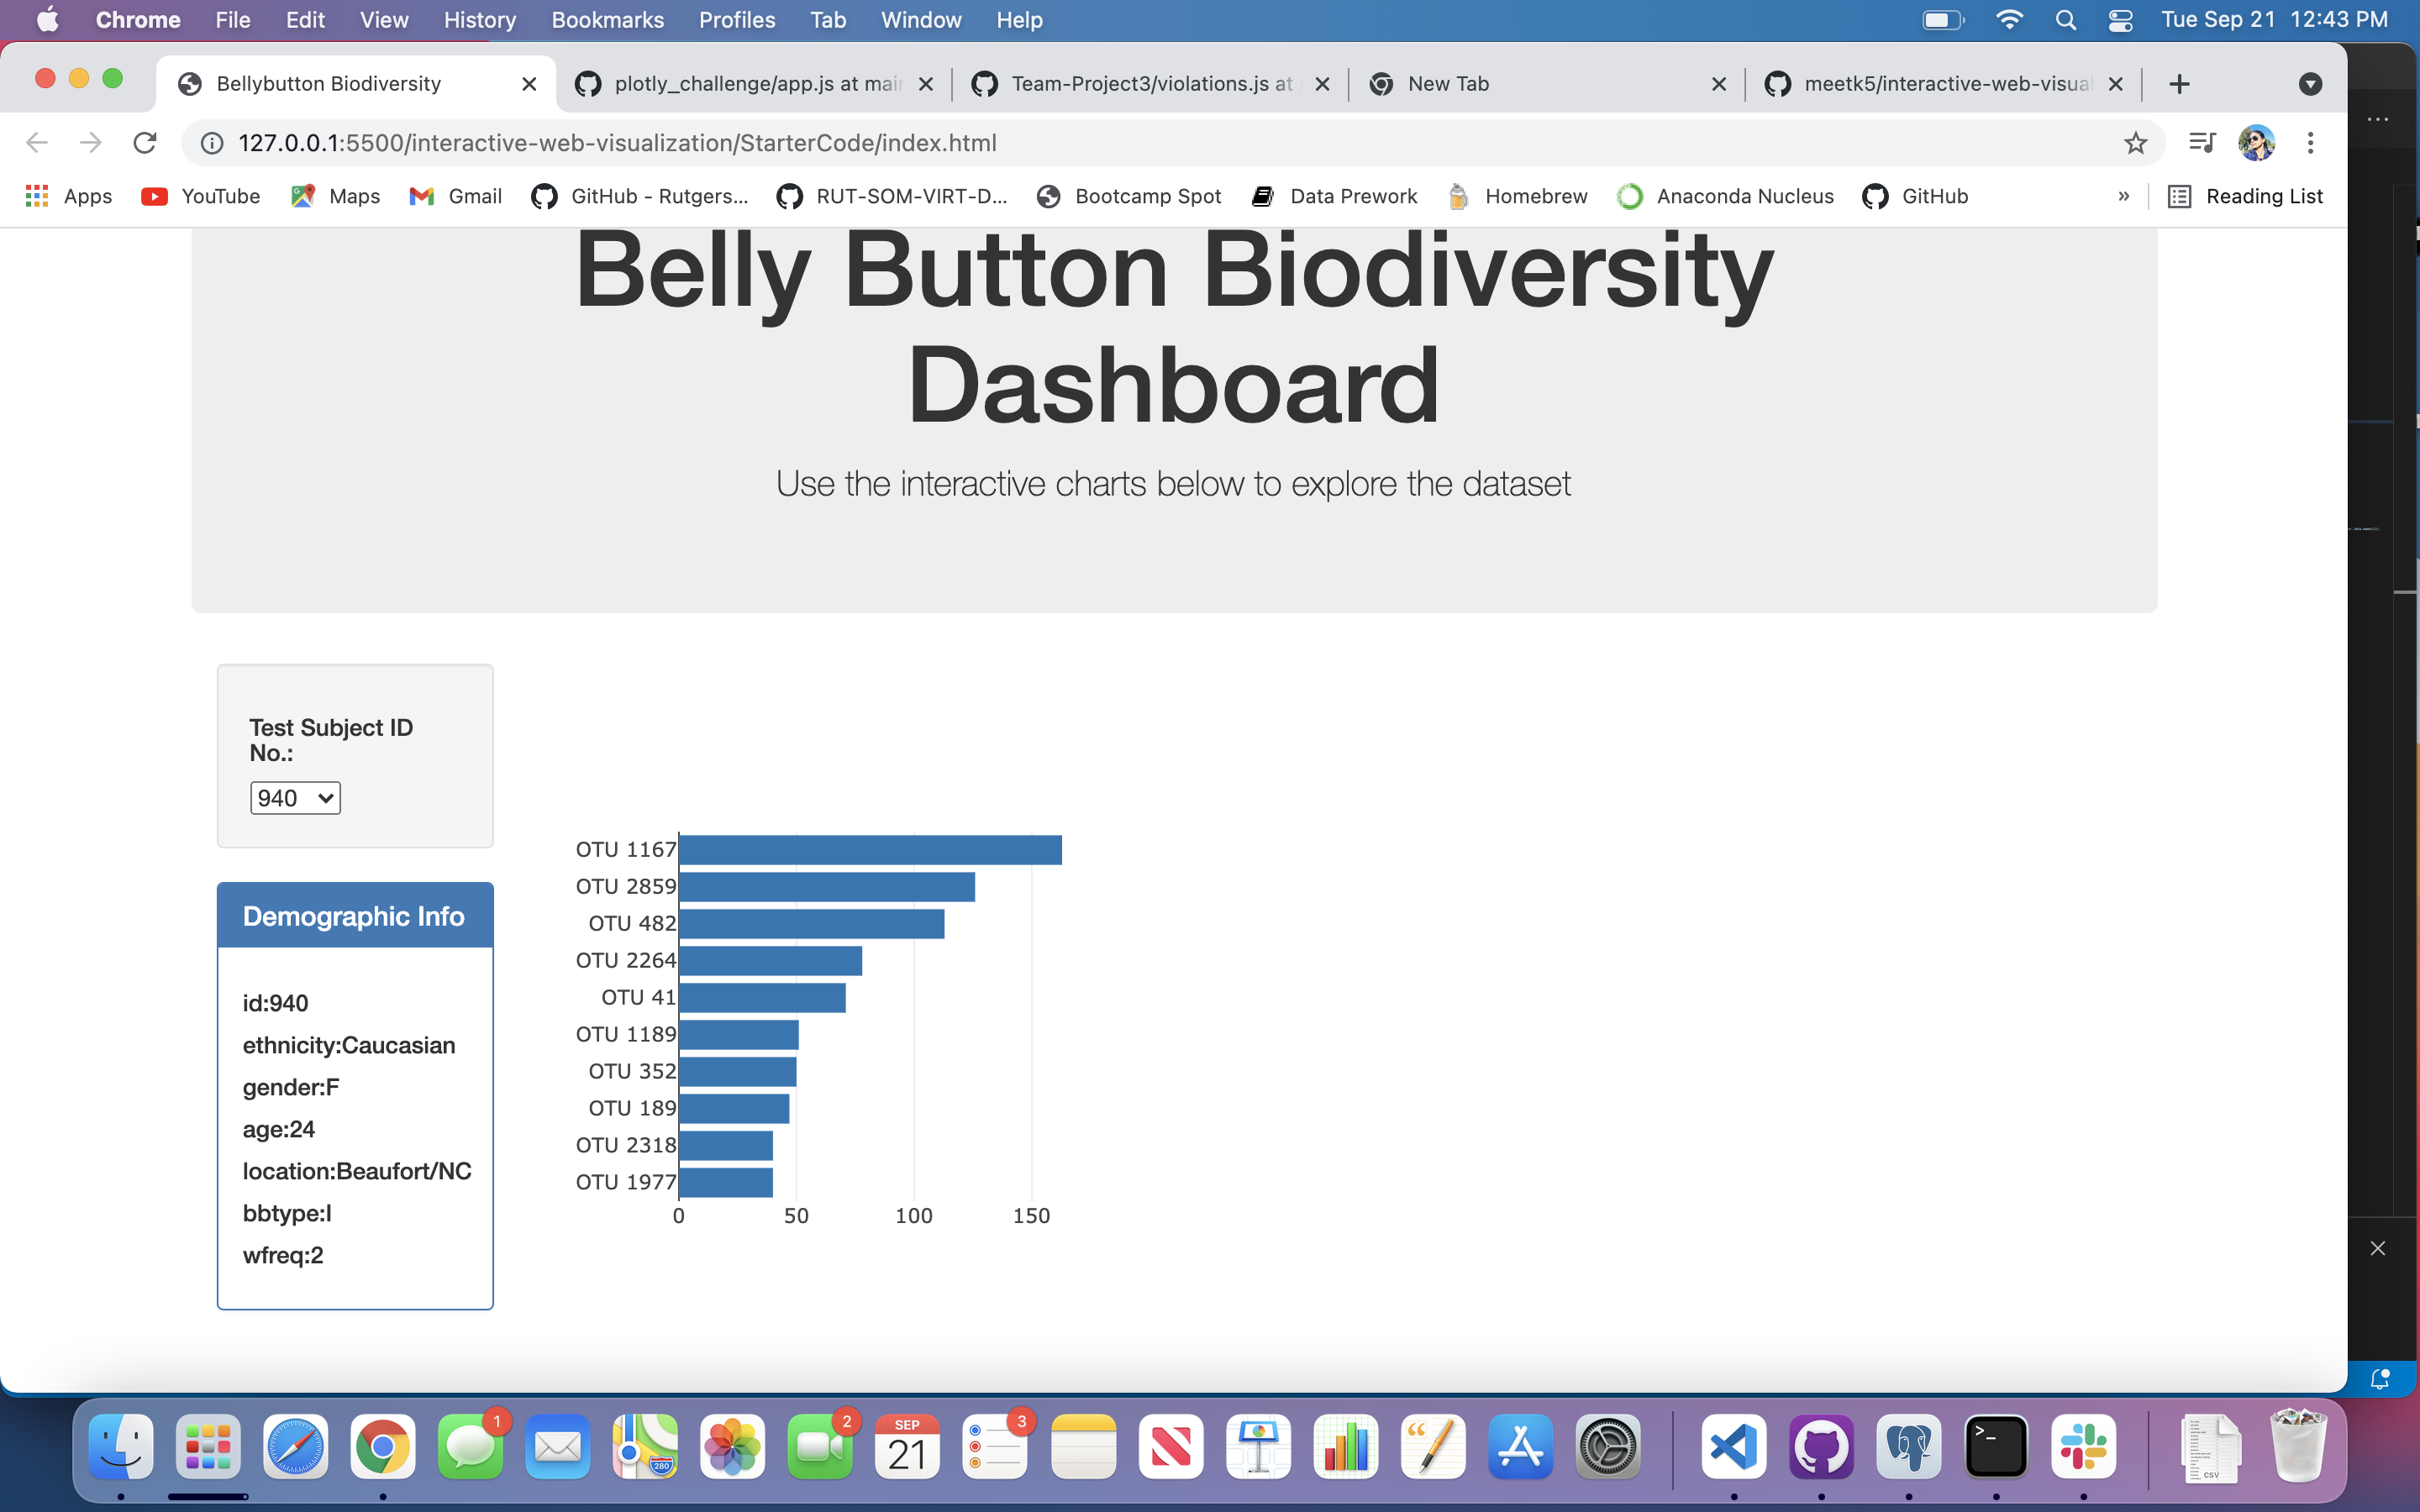 Chrome File Edit View History Bookmarks Profiles Tab Window Help Tue Sep 21 12:43 PM
Bellybutton Biodiversity plotly_challenge/app.js at mai Team-Project3/violations.js at New Tab meetk5/interactive-web-visua
127.0.0.1:5500/interactive-web-visualization/StarterCode/index.html
Apps YouTube Maps Gmail GitHub - Rutgers... RUT-SOM-VIRT-D... Bootcamp Spot Data Prework Homebrew Anaconda Nucleus GitHub » Reading List
Belly Button Biodiversity
Dashboard
Use the interactive charts below to explore the dataset
Test Subject ID
No.:
940
Demographic Info
id:940
ethnicity:Caucasian
gender:F
age:24
location:Beaufort/NC
bbtype:I
wfreq:2
OTU 1167
OTU 2859
OTU 482
OTU 2264
OTU 41
OTU 1189
OTU 352
OTU 189
OTU 2318
OTU 1977
0 50 100 150
1 2 SEP 21 3 280 CSV